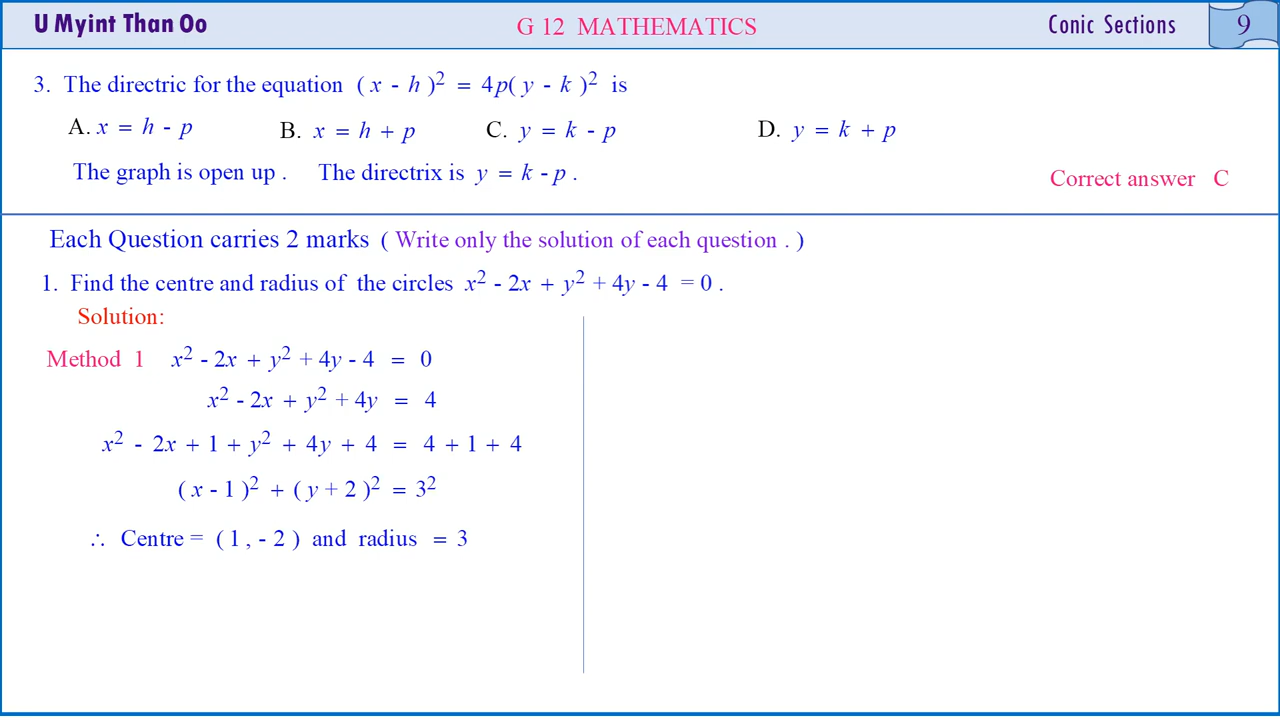 U Myint Than Oo G 12 MATHEMATICS Conic Sections 9
3. The directric for the equation ( x - h )² = 4p( y - k )² is
A. x = h - p B. x = h + p C. y = k - p D. y = k + p
The graph is open up . The directrix is y = k - p .
Correct answer C
Each Question carries 2 marks ( Write only the solution of each question . )
1. Find the centre and radius of the circles x² - 2x + y² + 4y - 4 = 0 .
Solution:
Method 1 x² - 2x + y² + 4y - 4 = 0
x² - 2x + y² + 4y = 4
x² - 2x + 1 + y² + 4y + 4 = 4 + 1 + 4
( x - 1 )² + ( y + 2 )² = 3²
∴ Centre = ( 1 , - 2 ) and radius = 3